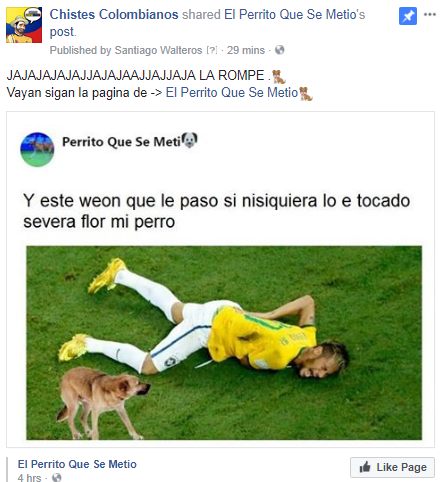 Chistes Colombianos shared El Perrito Que Se Metio's
post.
Published by Santiago Walteros [?] · 29 mins ·
JAJAJAJAJAJJAJAJAAJJAJJAJA LA ROMPE .
Vayan sigan la pagina de -> El Perrito Que Se Metio
Perrito Que Se Meti
Y este weon que le paso si nisiquiera lo e tocado
severa flor mi perro
El Perrito Que Se Metio
4 hrs ·
Like Page